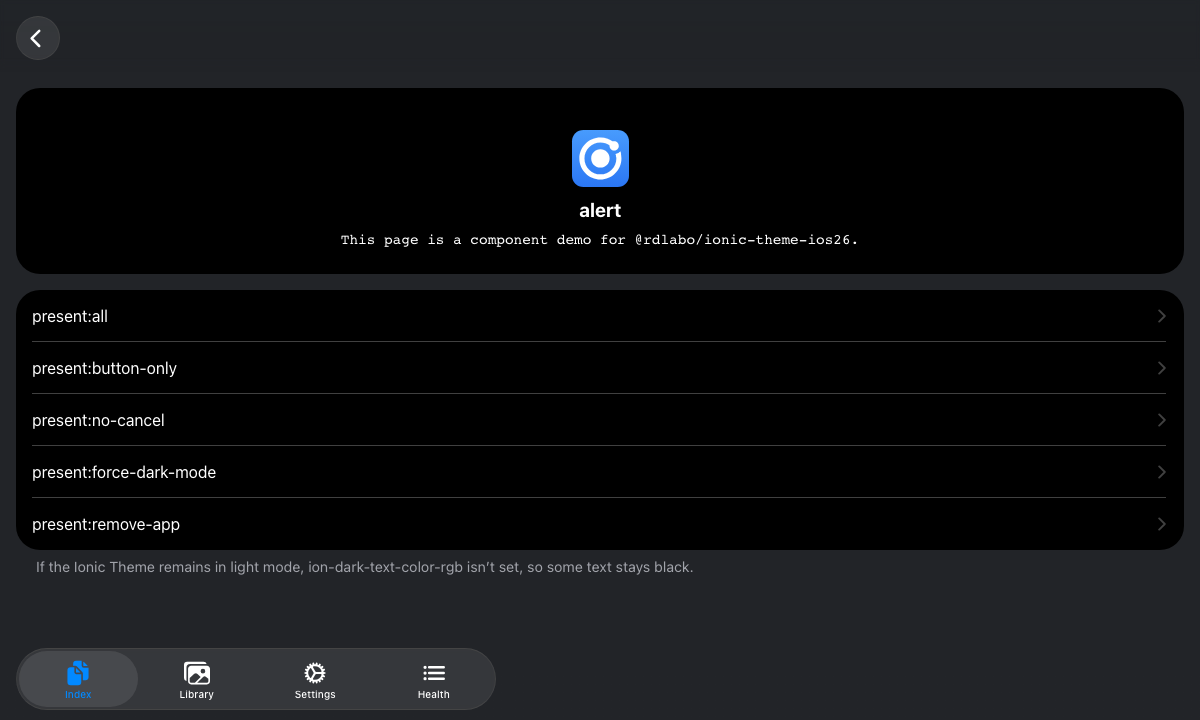 alert
This page is a component demo for @rdlabo/ionic-theme-ios26.
present:all
present:button-only
present:no-cancel
present:force-dark-mode
present:remove-app
If the Ionic Theme remains in light mode, ion-dark-text-color-rgb isn’t set, so some text stays black.
Index
Library
Settings
Health